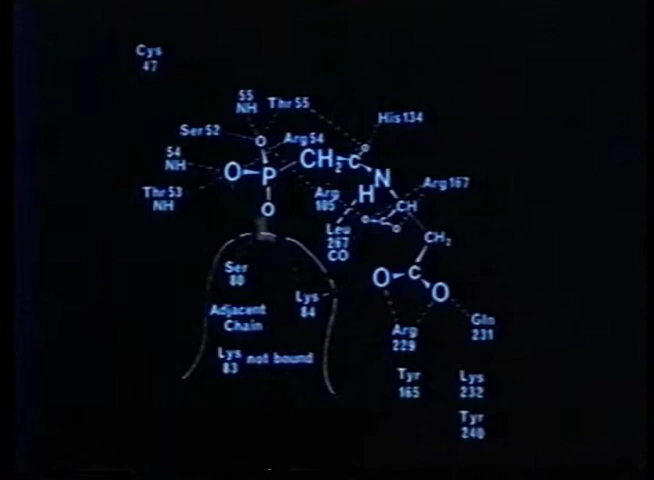 Cys
47
55
NH
Thr 55
His 134
Ser 52
O
Arg 54
54
NH
O
P
CH2
C
O
N
Thr 53
NH
Arg
105
H
CH
Arg 167
O
Leu
267
CO
O
C
O
CH2
Ser
80
O
C
O
Lys
84
Adjacent
Chain
Arg
229
Gln
231
Lys
83
not bound
Tyr
165
Lys
232
Tyr
240